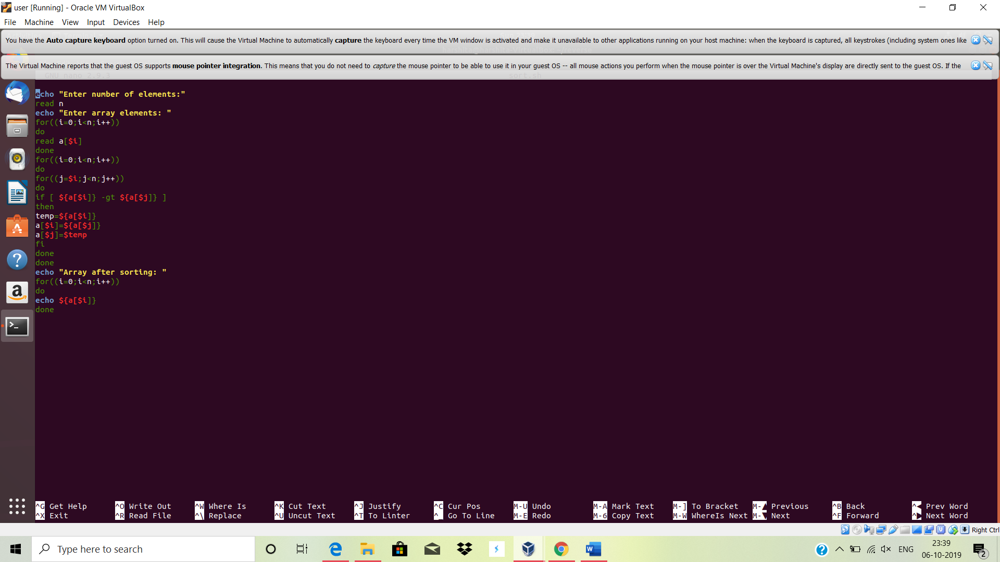 user [Running] - Oracle VM VirtualBox
File Machine View Input Devices Help
You have the Auto capture keyboard option turned on. This will cause the Virtual Machine to automatically capture the keyboard every time the VM window is activated and make it unavailable to other applications running on your host machine: when the keyboard is captured, all keystrokes (including system ones like
The Virtual Machine reports that the guest OS supports mouse pointer integration. This means that you do not need to capture the mouse pointer to be able to use it in your guest OS -- all mouse actions you perform when the mouse pointer is over the Virtual Machine's display are directly sent to the guest OS. If the
GNU nano 2.9.3 sort.sh
echo "Enter number of elements:"
read n
echo "Enter array elements: "
for((i=0;i<n;i++))
do
read a[$i]
done
for((i=0;i<n;i++))
do
for((j=$i;j<n;j++))
do
if [ ${a[$i]} -gt ${a[$j]} ]
then
temp=${a[$i]}
a[$i]=${a[$j]}
a[$j]=$temp
fi
done
done
echo "Array after sorting: "
for((i=0;i<n;i++))
do
echo ${a[$i]}
done
^G Get Help ^O Write Out ^W Where Is ^K Cut Text ^J Justify ^C Cur Pos M-U Undo M-A Mark Text M-] To Bracket M-▲ Previous ^B Back ^◀ Prev Word
^X Exit ^R Read File ^\ Replace ^U Uncut Text ^T To Linter ^_ Go To Line M-E Redo M-6 Copy Text M-W WhereIs Next M-▼ Next ^F Forward ^▶ Next Word
Right Ctrl
Type here to search
ENG
23:39
06-10-2019
2